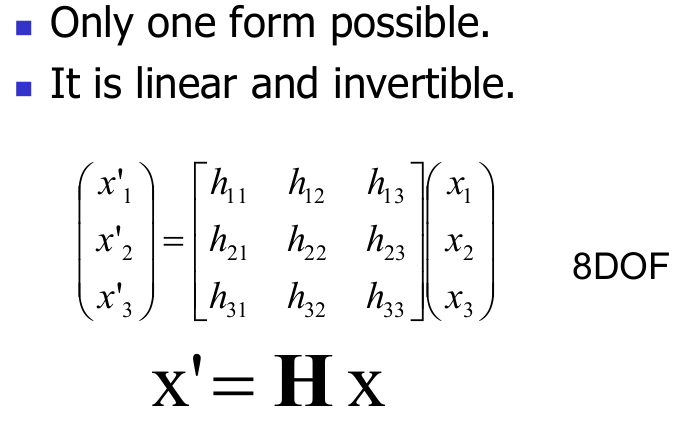 ▪ Only one form possible.
▪ It is linear and invertible.
(x'₁) = [h₁₁ h₁₂ h₁₃] (x₁)
(x'₂) = [h₂₁ h₂₂ h₂₃] (x₂)
(x'₃) = [h₃₁ h₃₂ h₃₃] (x₃)
8DOF
x' = H x